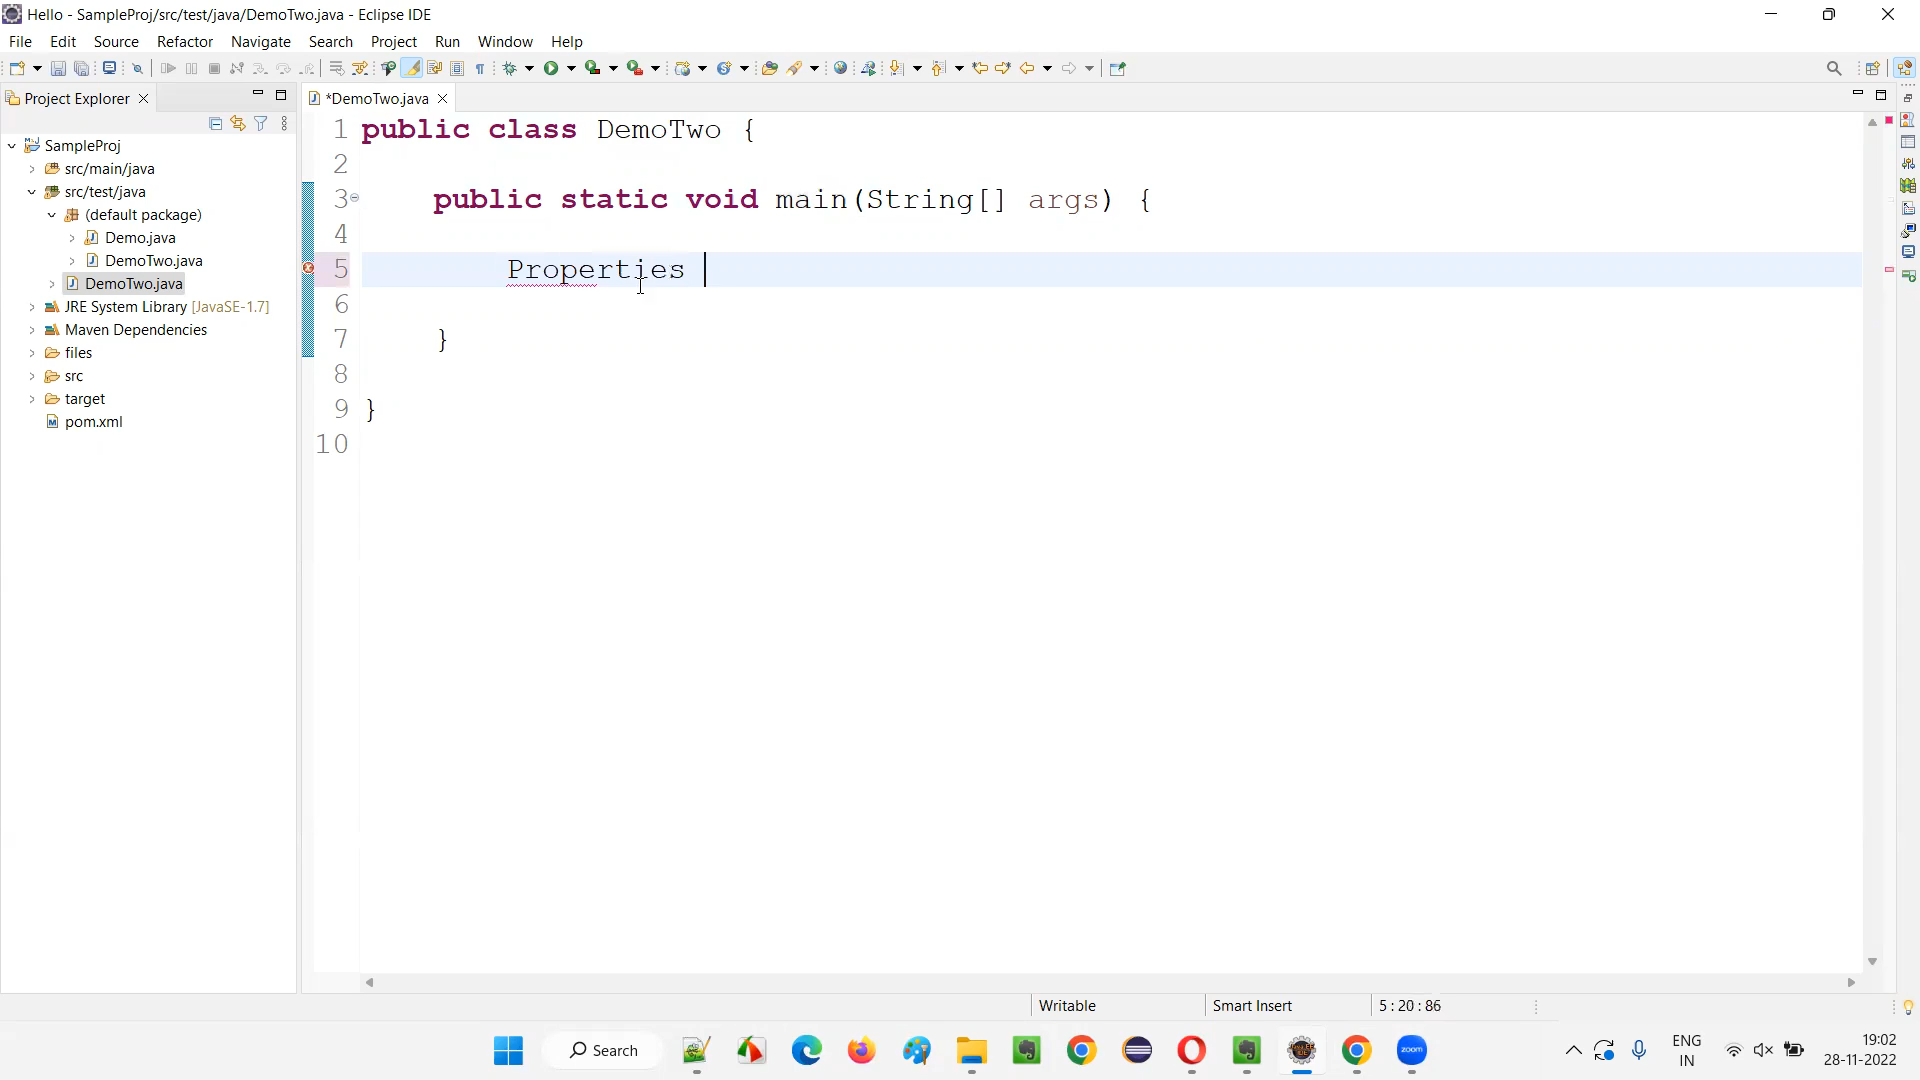 Hello - SampleProj/src/test/java/DemoTwo.java - Eclipse IDE
File Edit Source Refactor Navigate Search Project Run Window Help
Project Explorer
*DemoTwo.java
SampleProj
src/main/java
src/test/java
(default package)
Demo.java
DemoTwo.java
DemoTwo.java
JRE System Library [JavaSE-1.7]
Maven Dependencies
files
src
target
pom.xml
1 public class DemoTwo {
2
3 public static void main(String[] args) {
4
5 Properties
6
7 }
8
9 }
10
Writable Smart Insert 5 : 20 : 86
Search
zoom
ENG
IN
19:02
28-11-2022